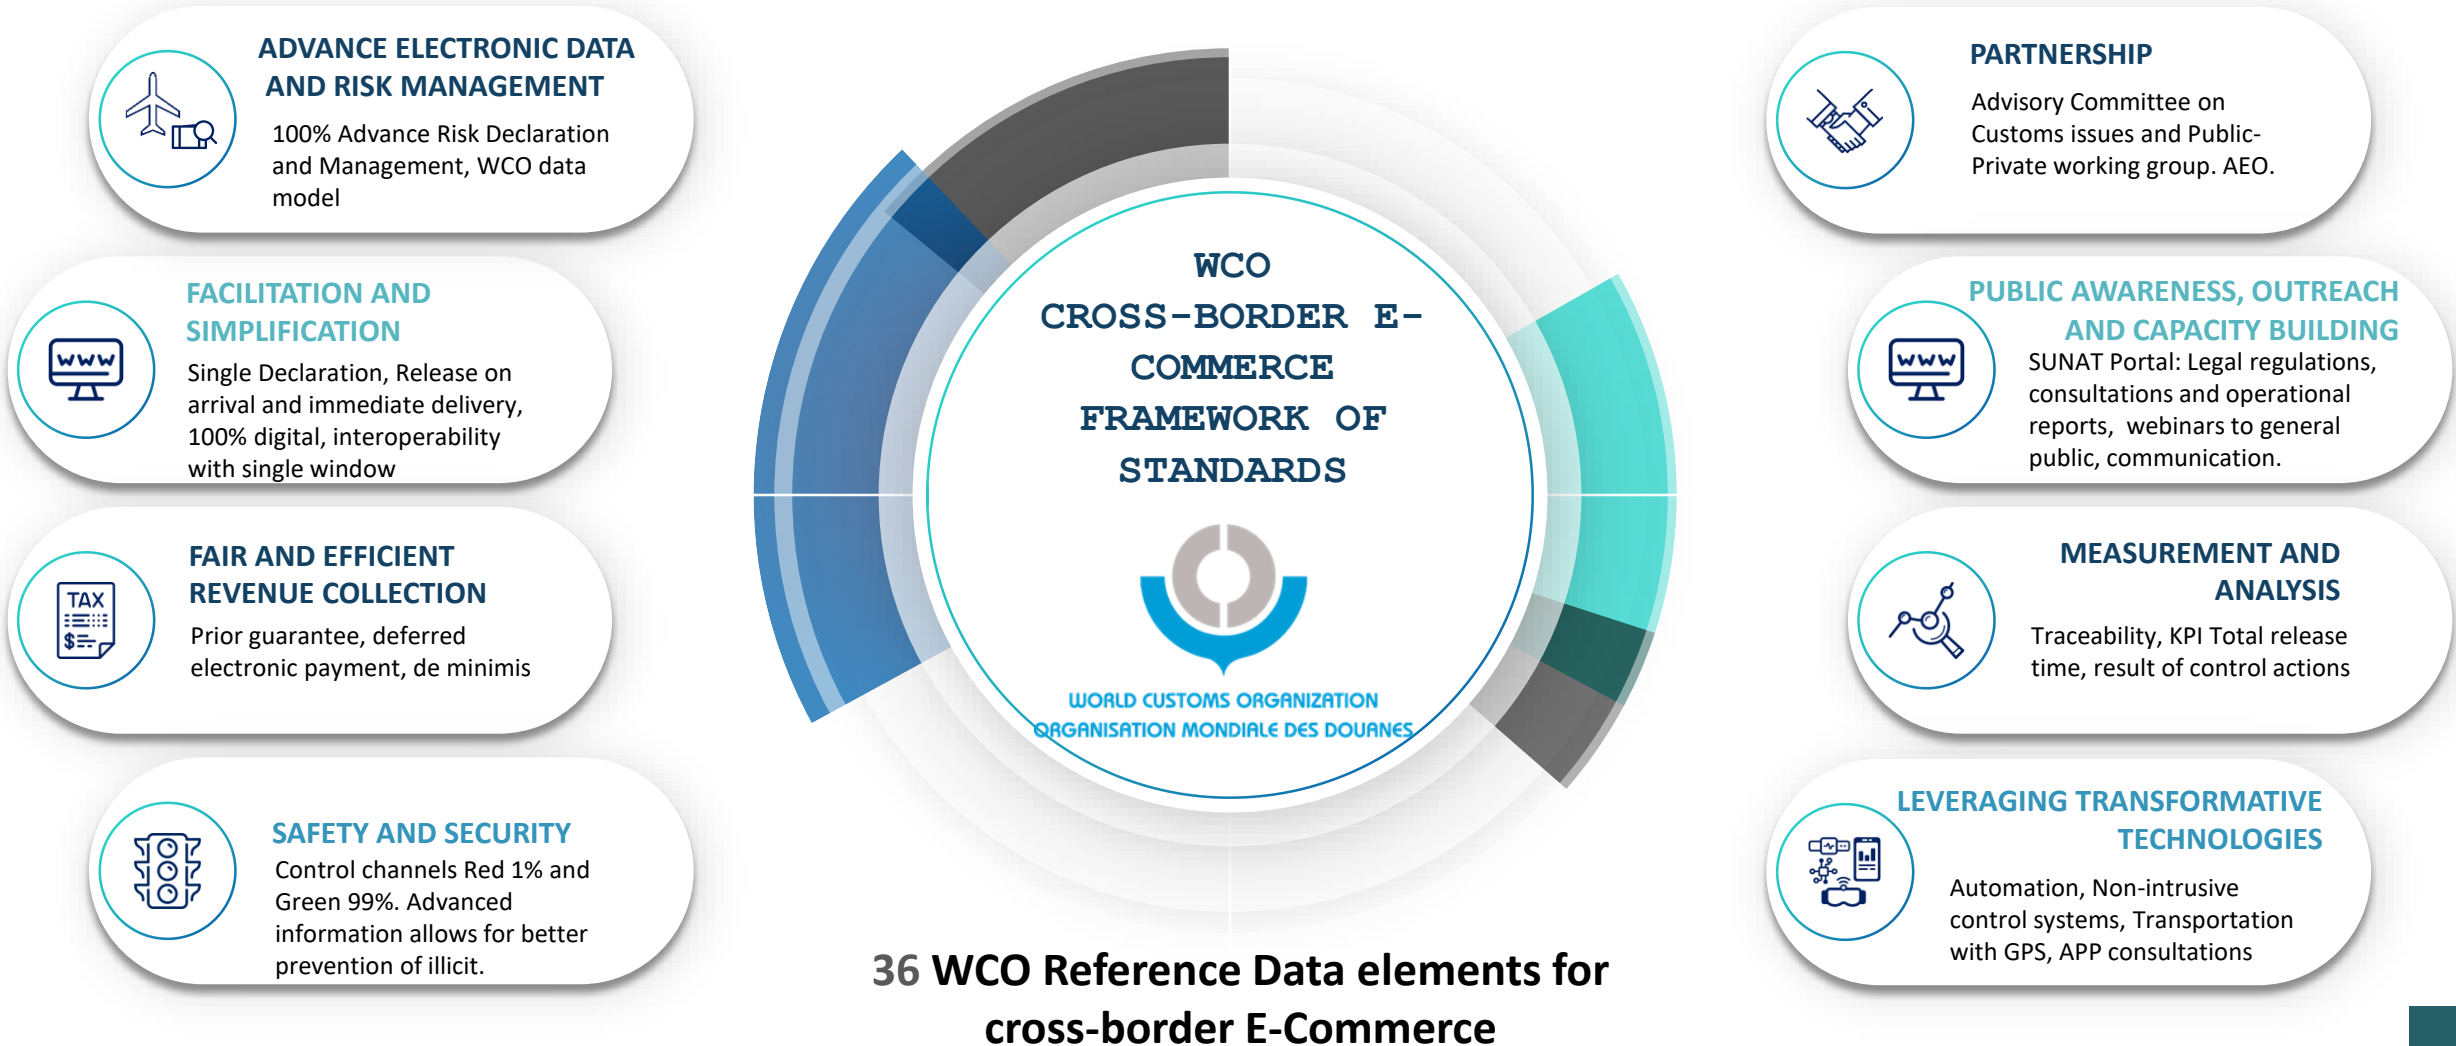 ADVANCE ELECTRONIC DATA
AND RISK MANAGEMENT
100% Advance Risk Declaration
and Management, WCO data
model
FACILITATION AND
SIMPLIFICATION
www
Single Declaration, Release on
arrival and immediate delivery,
100% digital, interoperability
with single window
FAIR AND EFFICIENT
REVENUE COLLECTION
TAX
$
Prior guarantee, deferred
electronic payment, de minimis
SAFETY AND SECURITY
Control channels Red 1% and
Green 99%. Advanced
information allows for better
prevention of illicit.
WCO
CROSS-BORDER E-
COMMERCE
FRAMEWORK OF
STANDARDS
WORLD CUSTOMS ORGANIZATION
ORGANISATION MONDIALE DES DOUANES
36 WCO Reference Data elements for
cross-border E-Commerce
PARTNERSHIP
Advisory Committee on
Customs issues and Public-
Private working group. AEO.
PUBLIC AWARENESS, OUTREACH
AND CAPACITY BUILDING
www
SUNAT Portal: Legal regulations,
consultations and operational
reports, webinars to general
public, communication.
MEASUREMENT AND
ANALYSIS
Traceability, KPI Total release
time, result of control actions
LEVERAGING TRANSFORMATIVE
TECHNOLOGIES
Automation, Non-intrusive
control systems, Transportation
with GPS, APP consultations